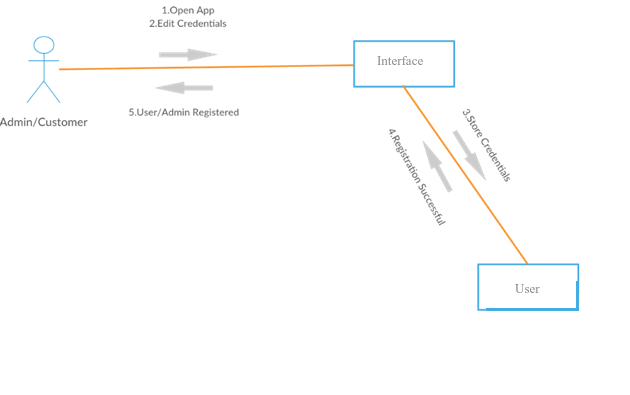 1.Open App
2.Edit Credentials
Interface
5.User/Admin Registered
Admin/Customer
3.Store Credentials
4.Registration Successful
User